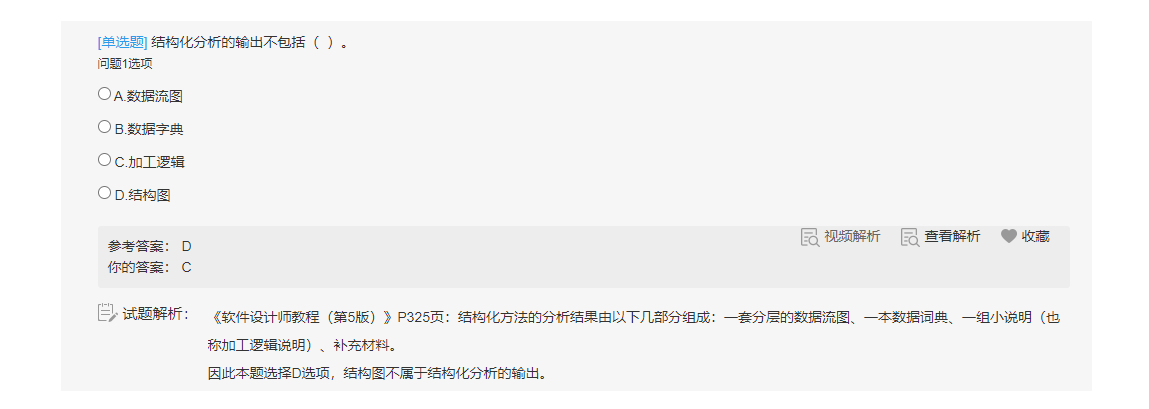 [单选题] 结构化分析的输出不包括（ ）。
问题1选项
A.数据流图
B.数据字典
C.加工逻辑
D.结构图
视频解析 查看解析 收藏
参考答案： D
你的答案： C
试题解析： 《软件设计师教程（第5版）》P325页：结构化方法的分析结果由以下几部分组成：一套分层的数据流图、一本数据词典、一组小说明（也
称加工逻辑说明）、补充材料。
因此本题选择D选项，结构图不属于结构化分析的输出。